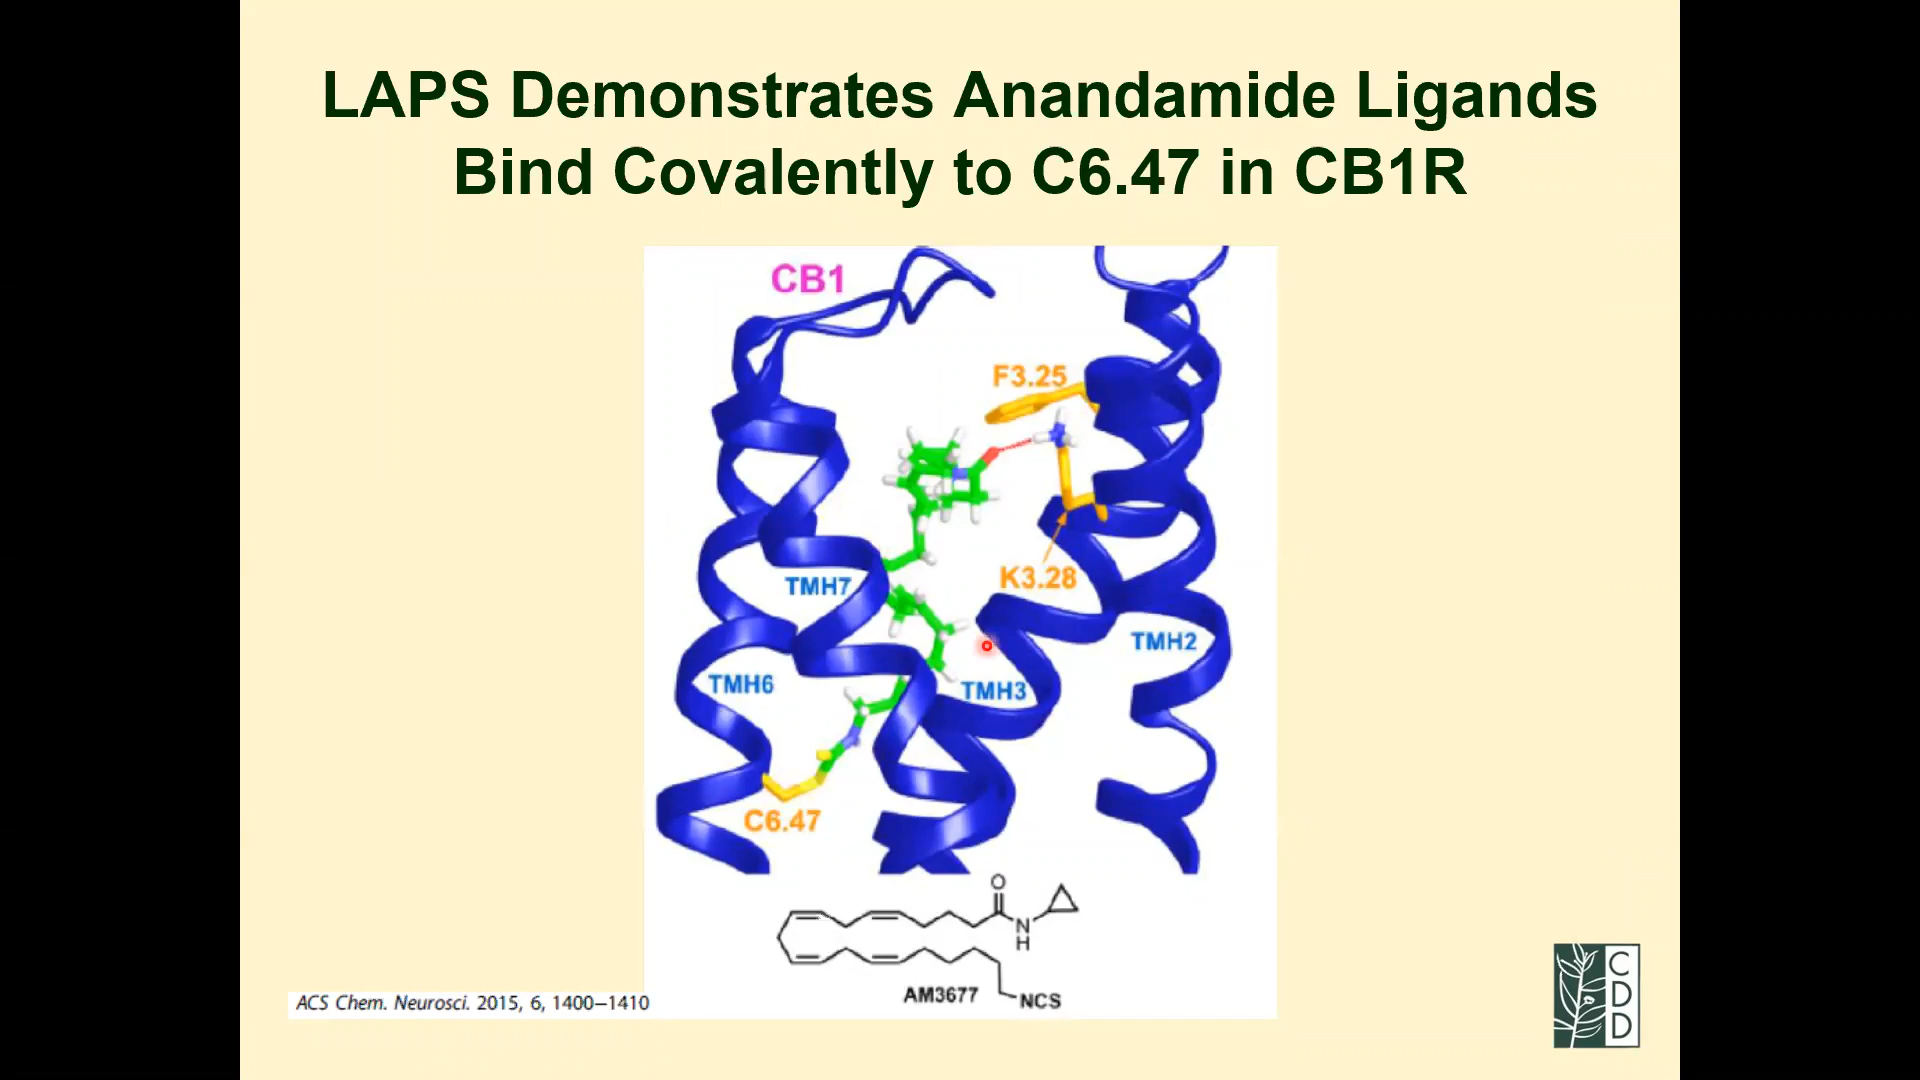 LAPS Demonstrates Anandamide Ligands
Bind Covalently to C6.47 in CB1R
CB1
F3.25
K3.28
TMH7
TMH2
TMH6
TMH3
C6.47
O
N
H
AM3677
NCS
ACS Chem. Neurosci. 2015, 6, 1400−1410
C
D
D